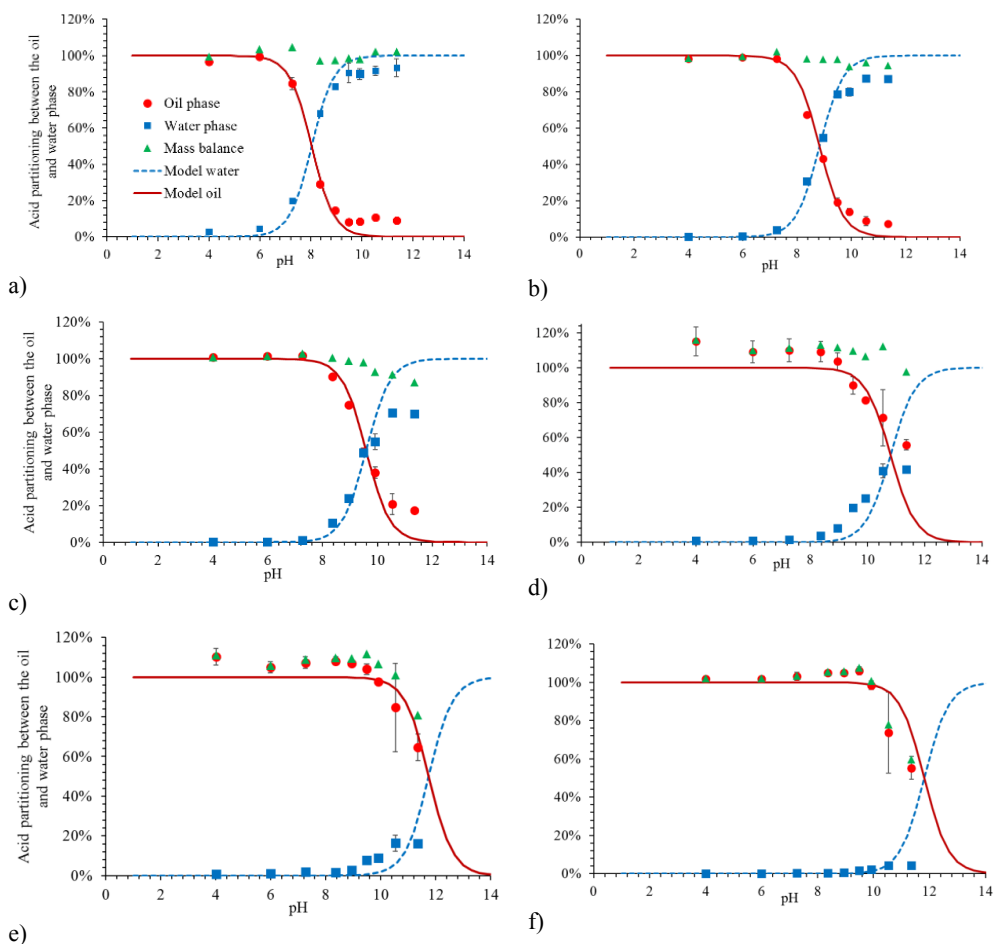 120%
100%
80%
60%
40%
20%
0%
0 2 4 6 8 10 12 14
pH
Acid partitioning between the oil
and water phase
Oil phase
Water phase
Mass balance
Model water
Model oil
a)
120%
100%
80%
60%
40%
20%
0%
0 2 4 6 8 10 12 14
pH
b)
120%
100%
80%
60%
40%
20%
0%
0 2 4 6 8 10 12 14
pH
Acid partitioning between the oil
and water phase
c)
120%
100%
80%
60%
40%
20%
0%
0 2 4 6 8 10 12 14
pH
d)
120%
100%
80%
60%
40%
20%
0%
0 2 4 6 8 10 12 14
pH
Acid partitioning between the oil
and water phase
e)
120%
100%
80%
60%
40%
20%
0%
0 2 4 6 8 10 12 14
pH
f)